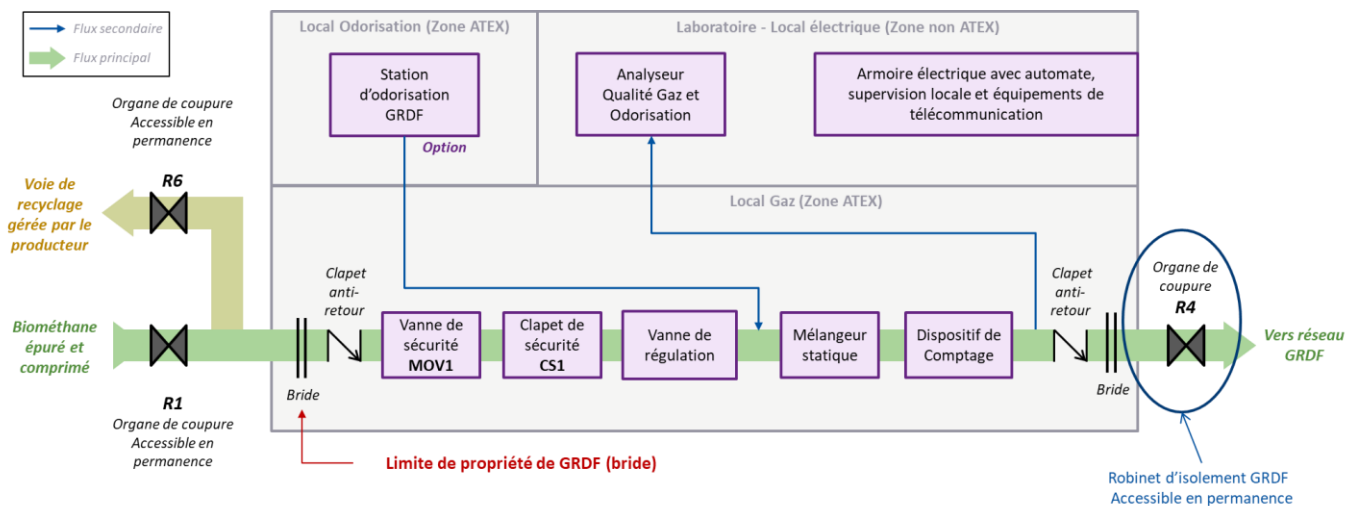 Flux secondaire
Flux principal
Local Odorisation (Zone ATEX)
Station
d'odorisation
GRDF
Option
Laboratoire - Local électrique (Zone non ATEX)
Analyseur
Qualité Gaz et
Odorisation
Armoire électrique avec automate,
supervision locale et équipements de
télécommunication
Organe de coupure
Accessible en
permanence
R6
Voie de
recyclage
gérée par le
producteur
Local Gaz (Zone ATEX)
Biométhane
épuré et
comprimé
R1
Organe de coupure
Accessible en
permanence
Bride
Clapet
anti-
retour
Vanne de
sécurité
MOV1
Clapet de
sécurité
CS1
Vanne de
régulation
Mélangeur
statique
Dispositif de
Comptage
Clapet
anti-
retour
Bride
Organe de
coupure
R4
Vers réseau
GRDF
Limite de propriété de GRDF (bride)
Robinet d'isolement GRDF
Accessible en permanence